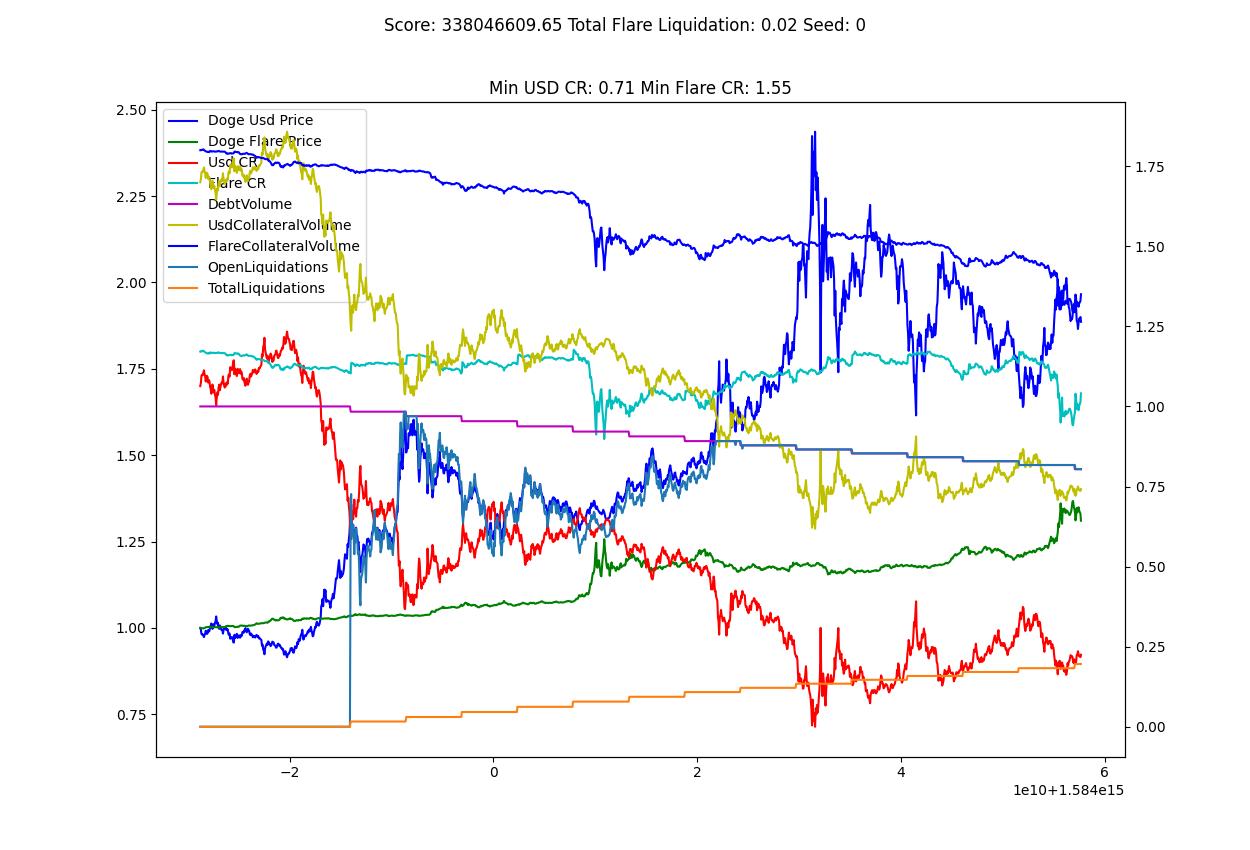 Score: 338046609.65 Total Flare Liquidation: 0.02 Seed: 0
Min USD CR: 0.71 Min Flare CR: 1.55
2.50
2.25
2.00
1.75
1.50
1.25
1.00
0.75
Doge Usd Price
Doge Flare Price
Usd CR
Flare CR
DebtVolume
UsdCollateralVolume
FlareCollateralVolume
OpenLiquidations
TotalLiquidations
1.75
1.50
1.25
1.00
0.75
0.50
0.25
0.00
−2 0 2 4 6
1e10+1.584e15